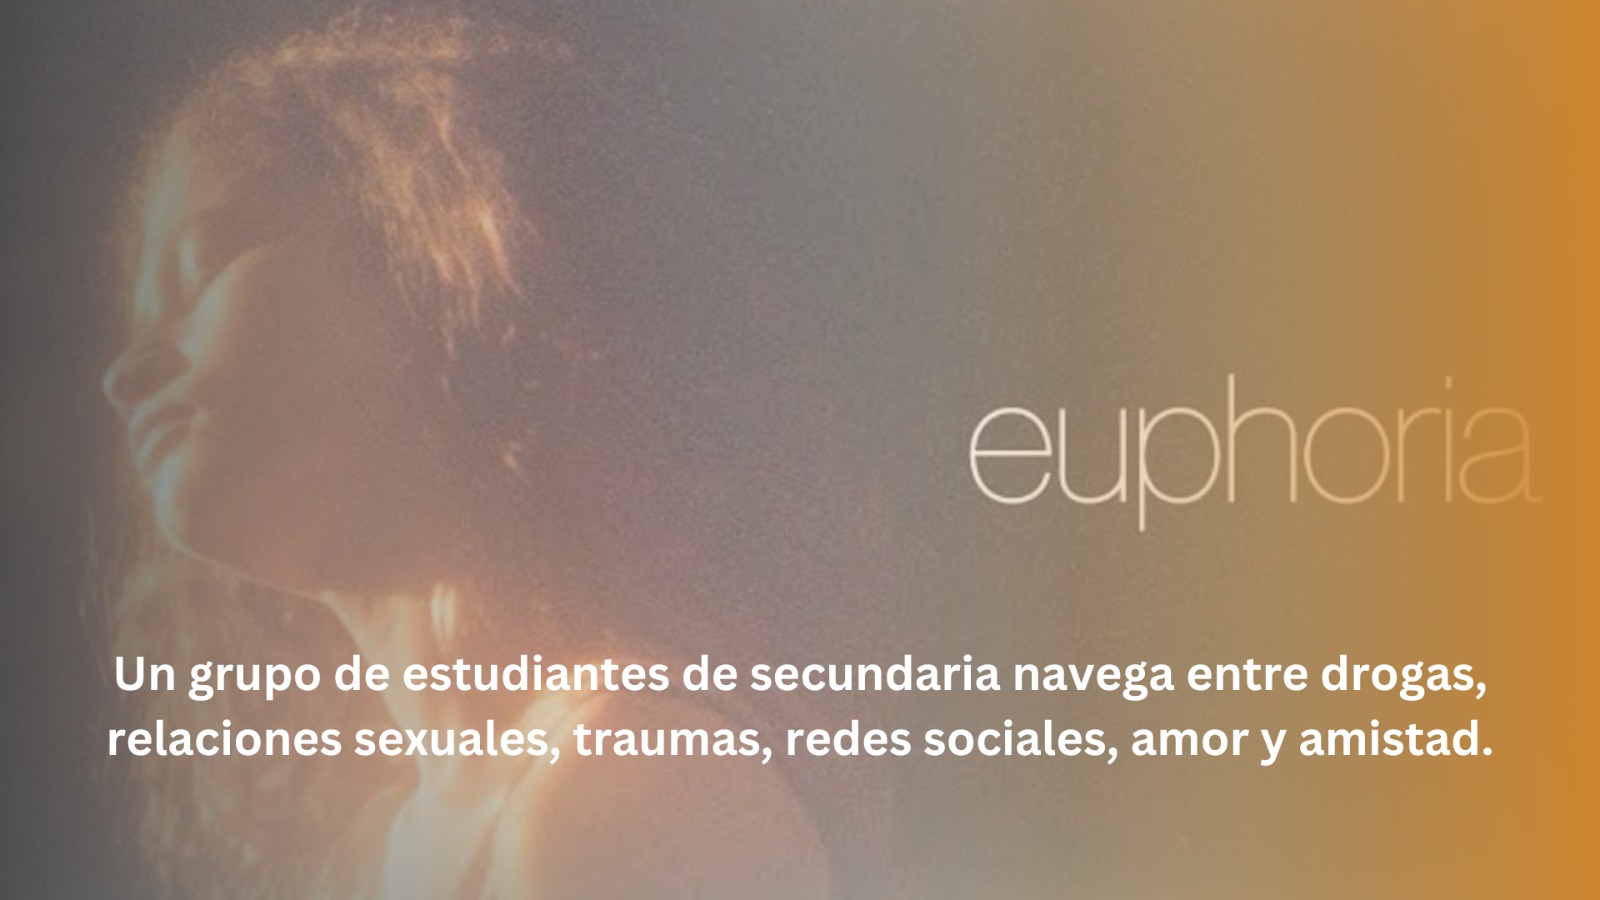 euphoria
Un grupo de estudiantes de secundaria navega entre drogas,
relaciones sexuales, traumas, redes sociales, amor y amistad.